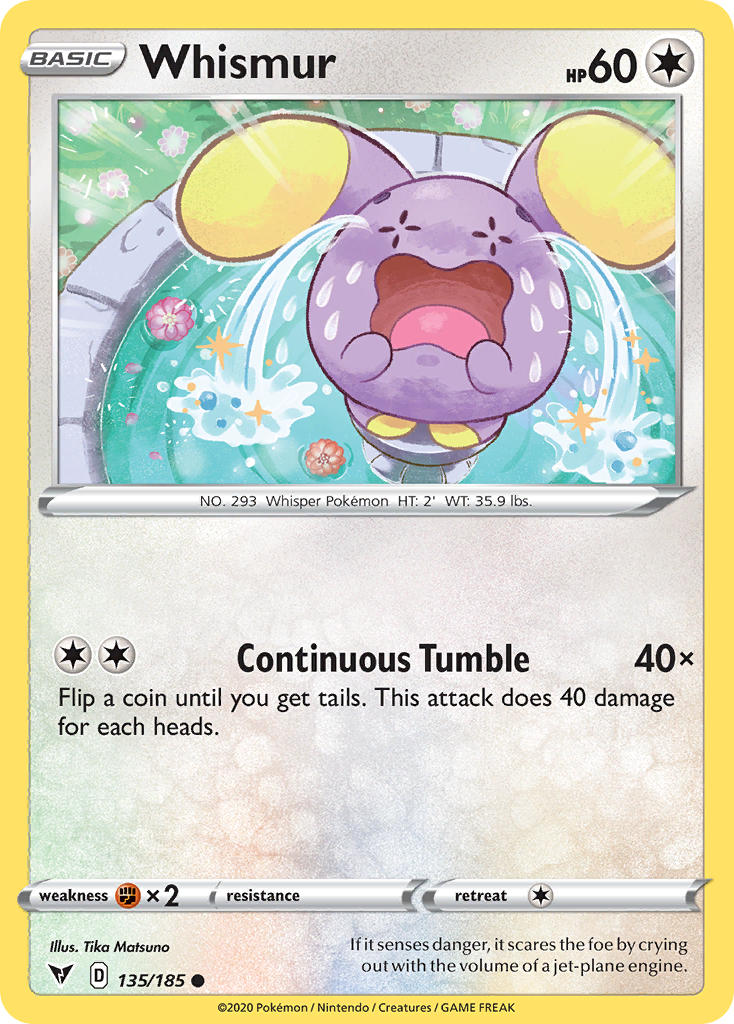 BASIC Whismur HP60
NO. 293 Whisper Pokémon HT: 2' WT: 35.9 lbs.
Continuous Tumble 40×
Flip a coin until you get tails. This attack does 40 damage
for each heads.
weakness ×2 resistance retreat
Illus. Tika Matsuno
If it senses danger, it scares the foe by crying
out with the volume of a jet-plane engine.
D 135/185
©2020 Pokémon / Nintendo / Creatures / GAME FREAK